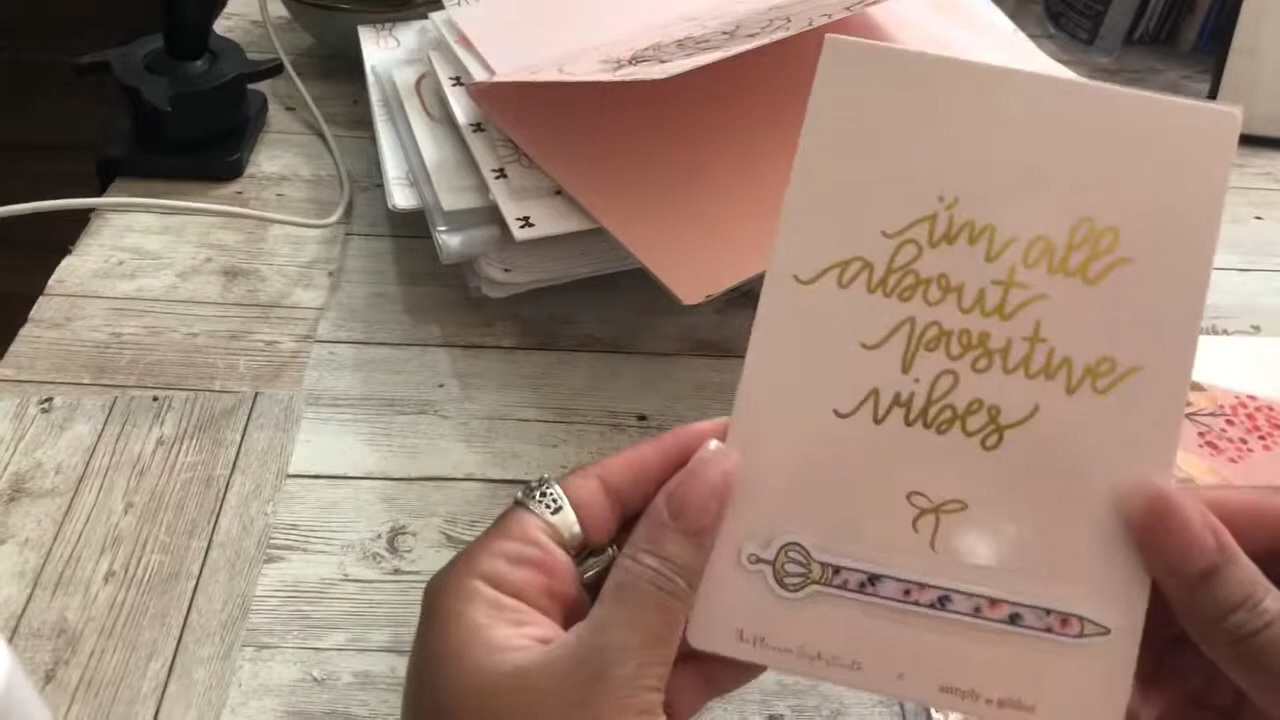 i'm all
about
positive
vibes
simply gilded